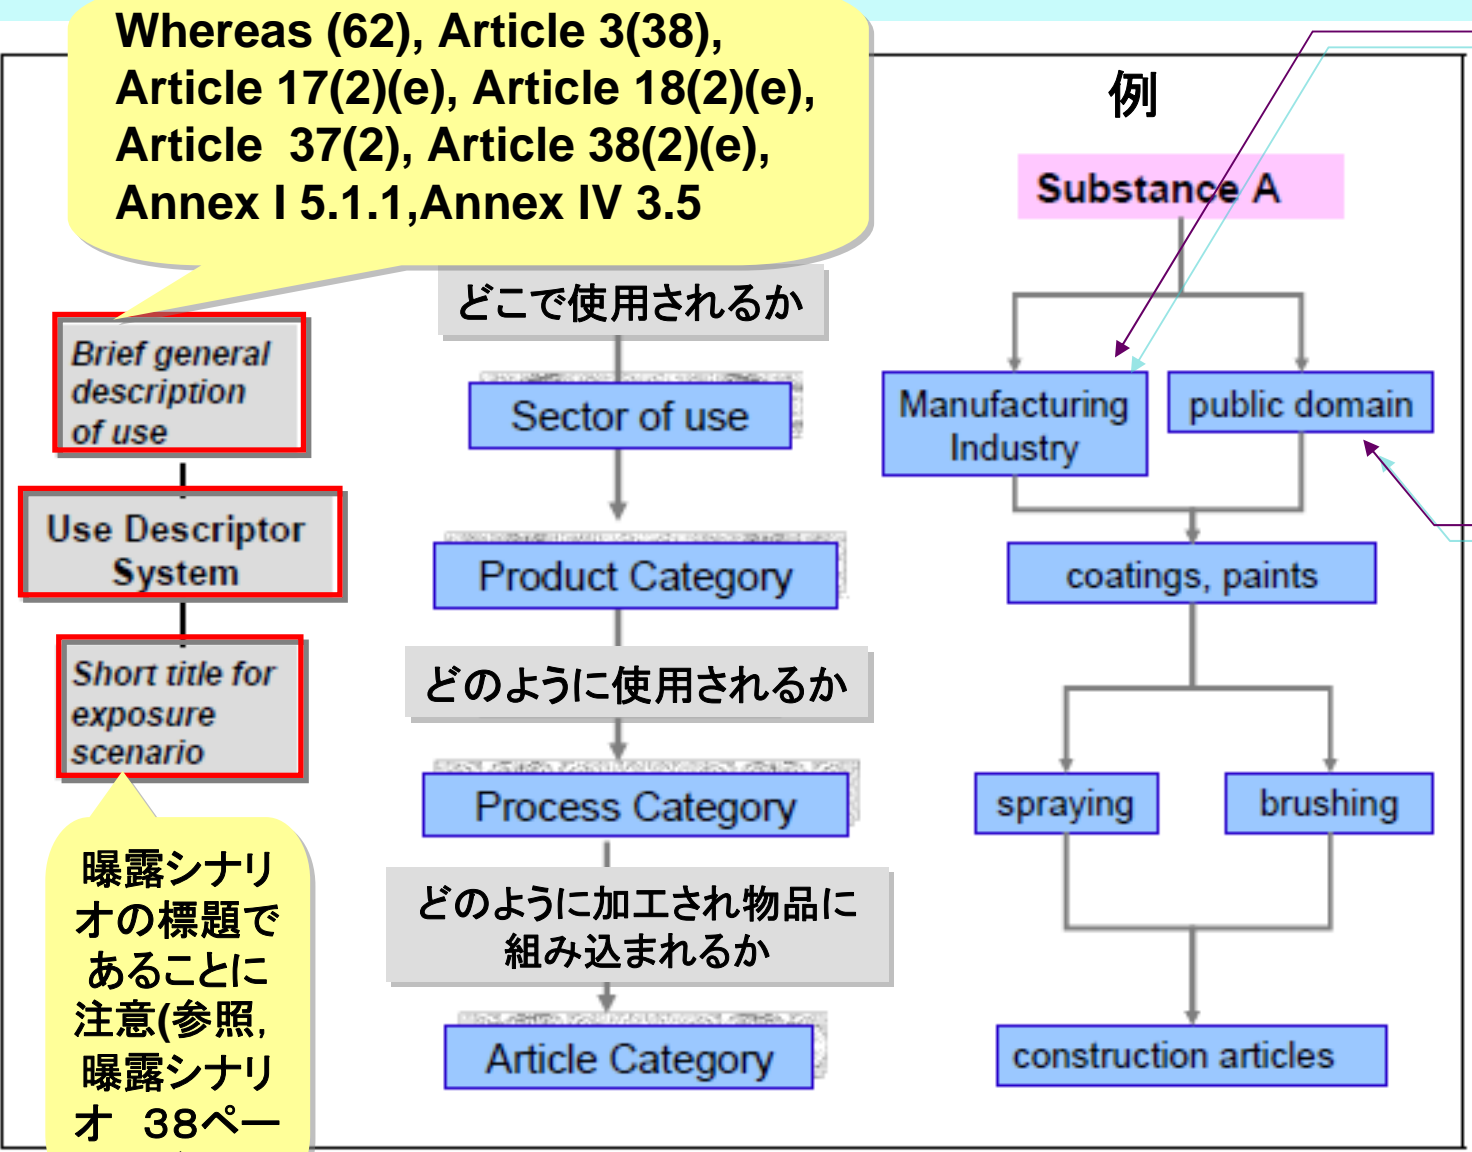 Whereas (62), Article 3(38),
Article 17(2)(e), Article 18(2)(e),
Article 37(2), Article 38(2)(e),
Annex I 5.1.1,Annex IV 3.5
Brief general
description
of use
Use Descriptor
System
Short title for
exposure
scenario
曝露シナリ
オの標題で
あることに
注意(参照,
曝露シナリ
オ 38ペー
どこで使用されるか
Sector of use
Product Category
どのように使用されるか
Process Category
どのように加工され物品に
組み込まれるか
Article Category
例
Substance A
Manufacturing
Industry
public domain
coatings, paints
spraying
brushing
construction articles